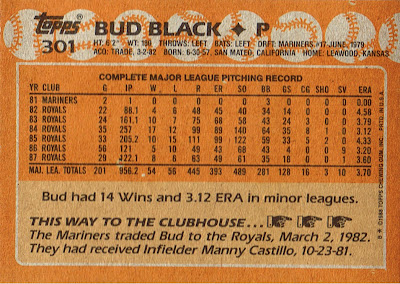 Topps BUD BLACK ♦ P
301 HT: 6'2" WT: 180 THROWS: LEFT BATS: LEFT DRFT: MARINERS #17-JUNE, 1979
ACQ: TRADE, 3-2-82 BORN: 6-30-57, SAN MATEO, CALIFORNIA HOME: LEAWOOD, KANSAS
COMPLETE MAJOR LEAGUE PITCHING RECORD
YR CLUB G IP W L R ER SO BB GS CG SHO SV ERA
81 MARINERS 2 1 0 0 0 0 0 3 0 0 0 0 0.00
82 ROYALS 22 88.1 4 6 48 45 40 34 14 0 0 0 4.58
83 ROYALS 24 161.1 10 7 75 68 58 43 24 3 0 0 3.79
84 ROYALS 35 257 17 12 99 89 140 64 35 8 1 0 3.12
85 ROYALS 33 205.2 10 15 111 99 122 59 33 5 2 0 4.33
86 ROYALS 56 121 5 10 49 43 68 43 4 0 0 9 3.20
87 ROYALS 29 122.1 8 6 63 49 61 35 18 0 0 1 3.60
MAJ. LEA. TOTALS 201 956.2 54 56 445 393 489 281 128 16 3 10 3.70
Bud had 14 Wins and 3.12 ERA in minor leagues.
THIS WAY TO THE CLUBHOUSE...
The Mariners traded Bud to the Royals, March 2, 1982.
They had received Infielder Manny Castillo, 10-23-81.
©1988 TOPPS CHEWING GUM, INC. PRTD. IN U.S.A.